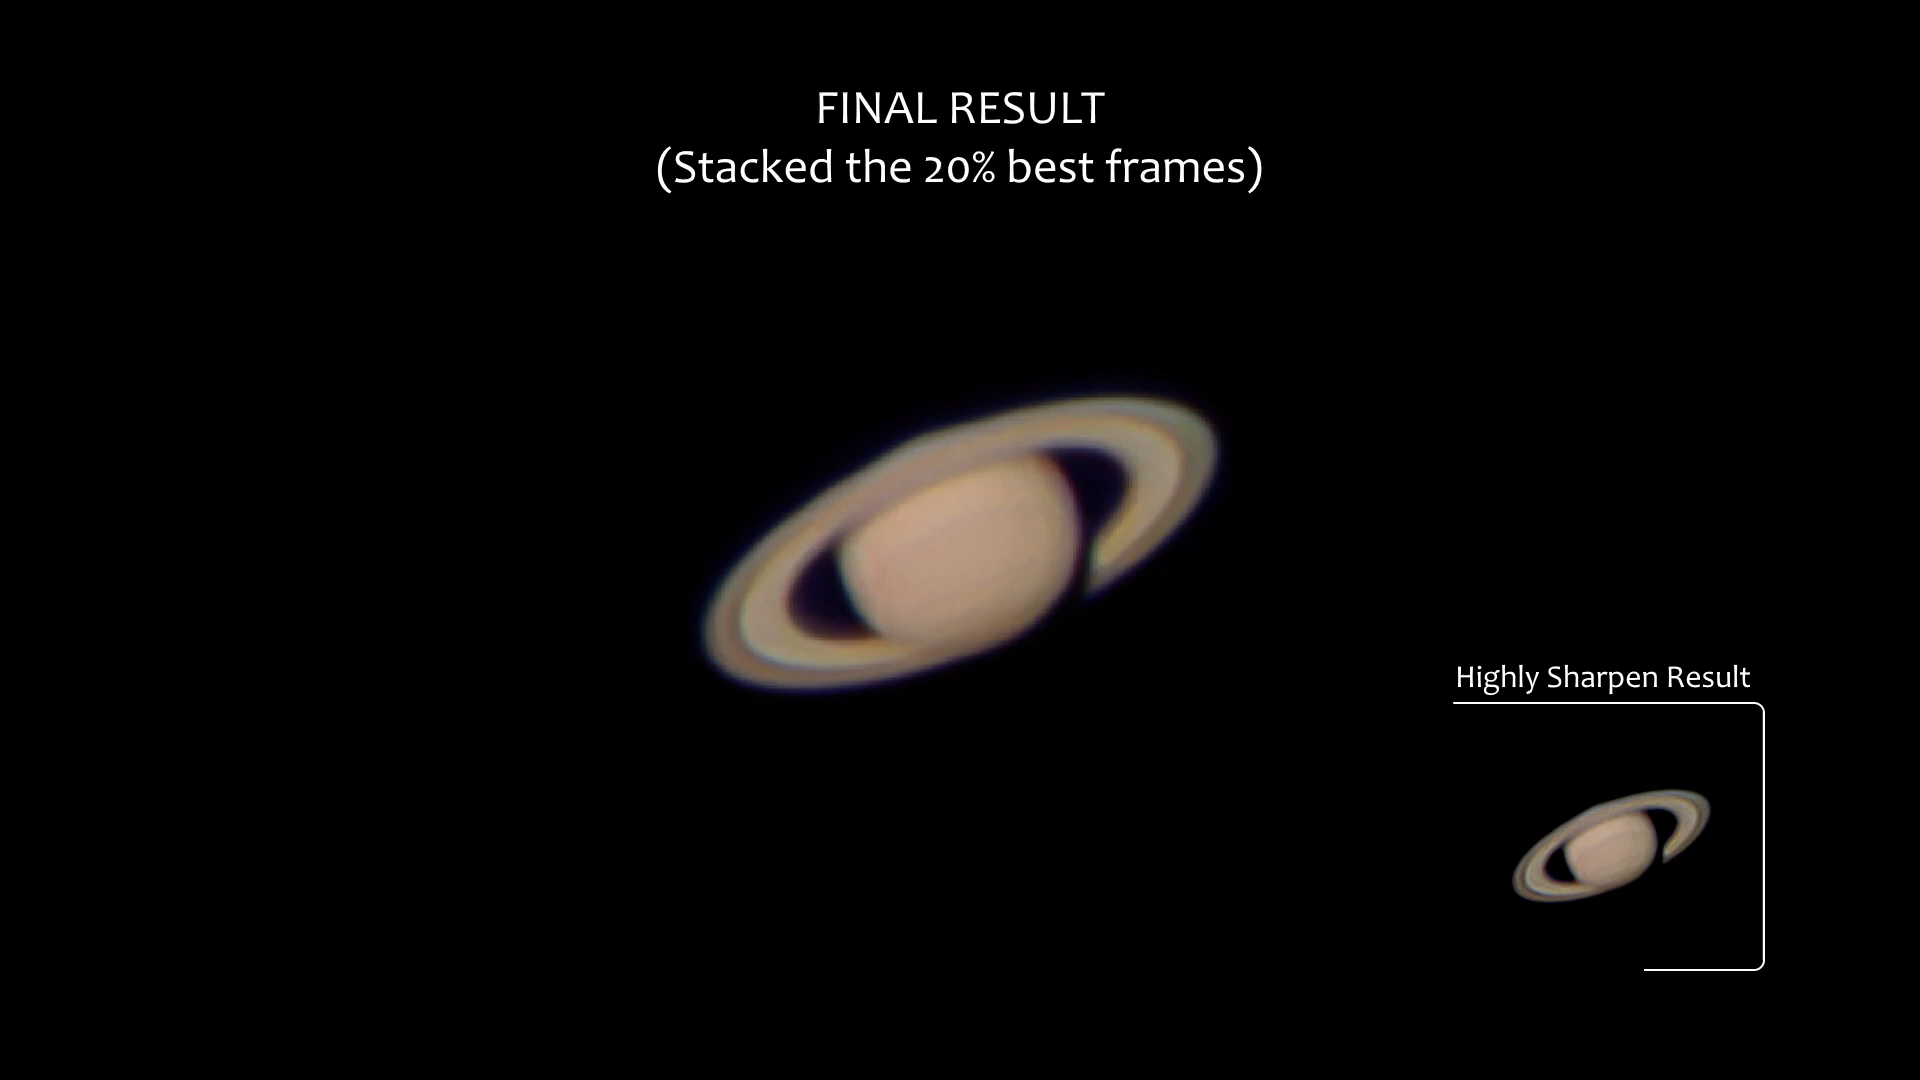 FINAL RESULT
(Stacked the 20% best frames)
Highly Sharpen Result